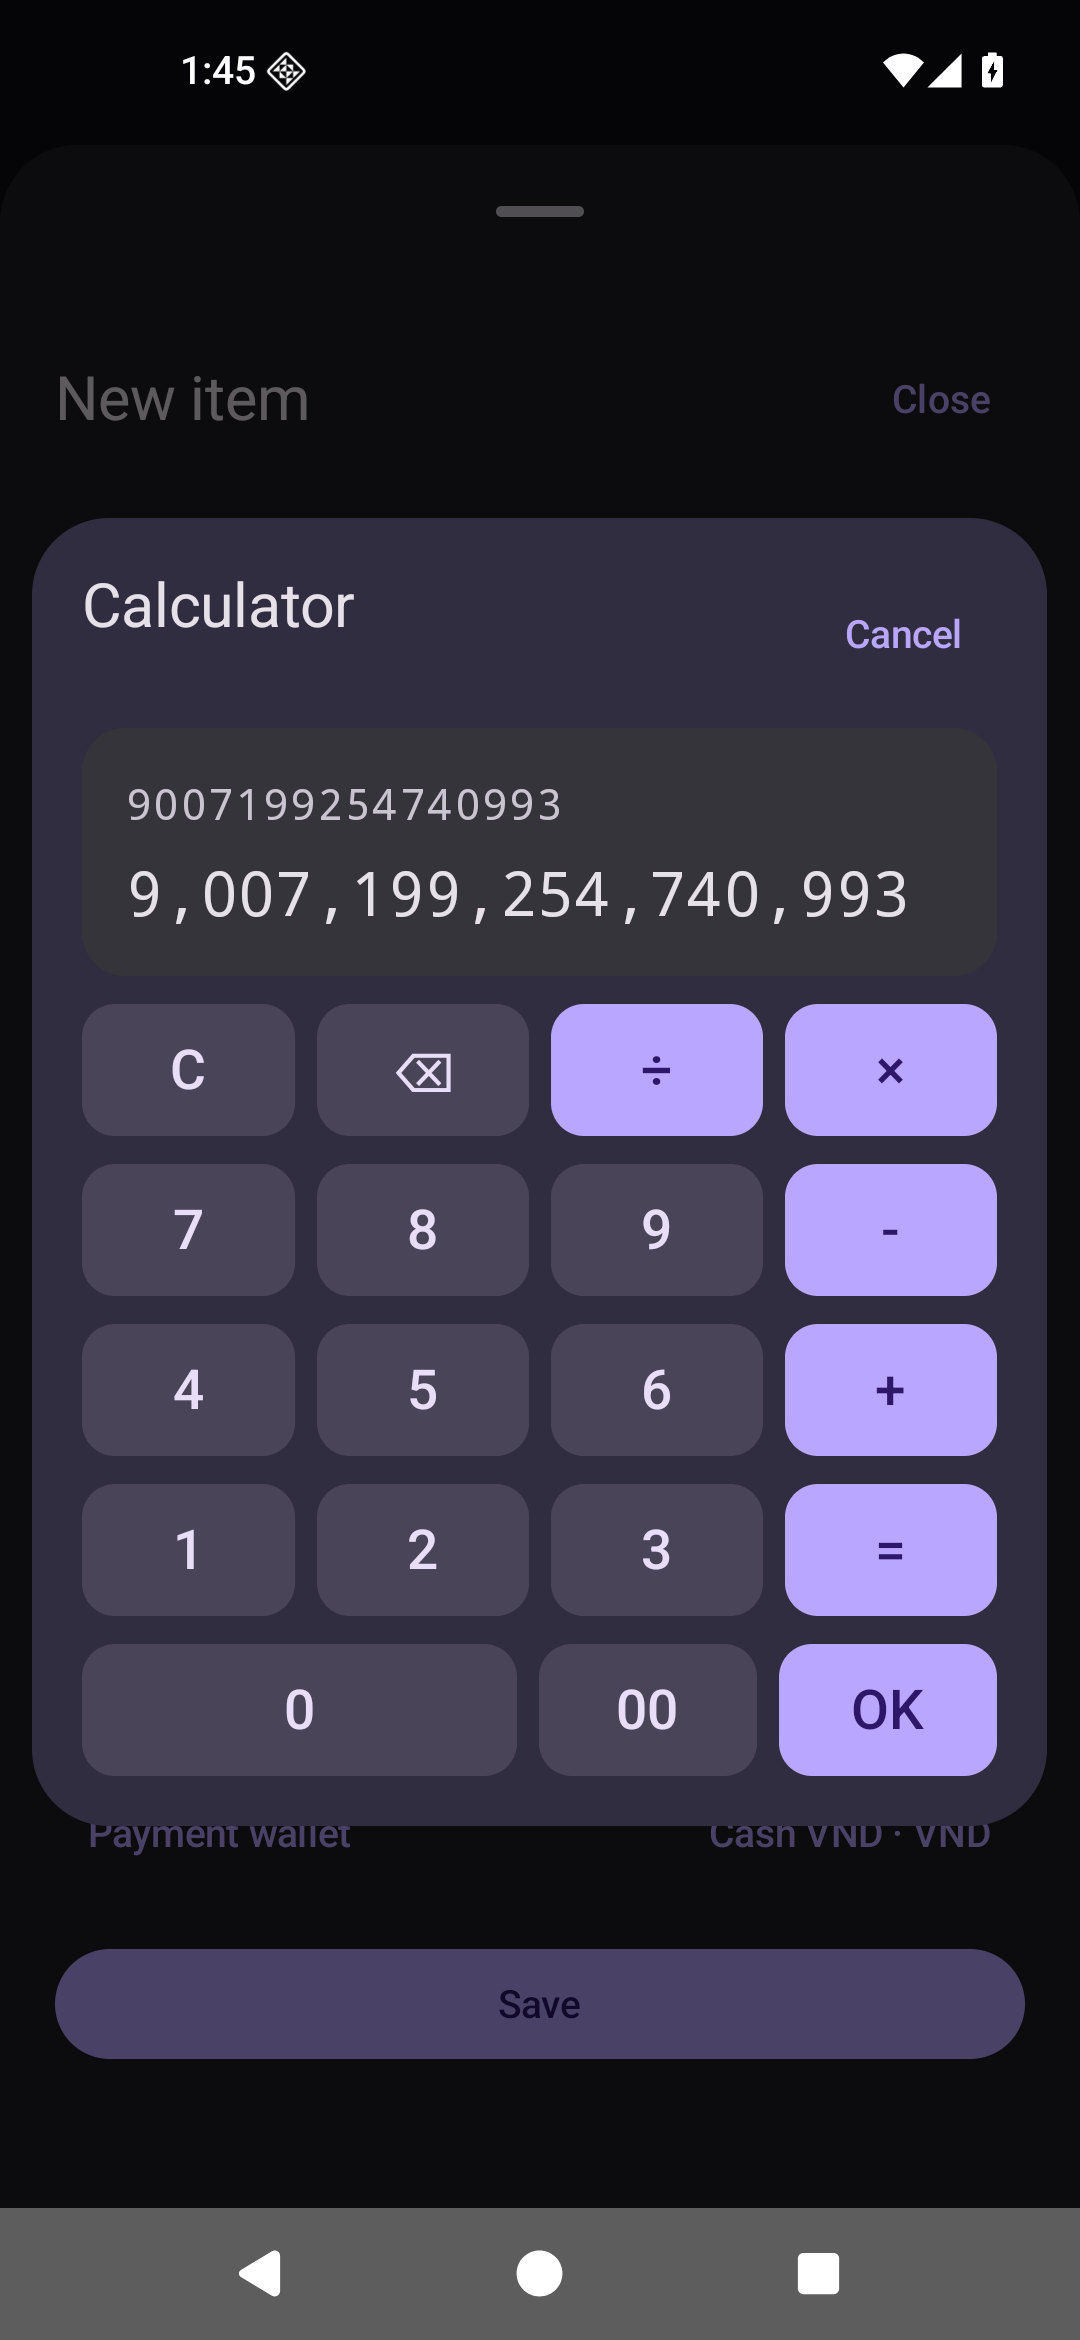 1:45
New item
Close
Calculator
Cancel
9007199254740993
9,007,199,254,740,993
C ÷ ×
7 8 9 -
4 5 6 +
1 2 3 =
0 00 OK
Payment wallet
Cash VND · VND
Save